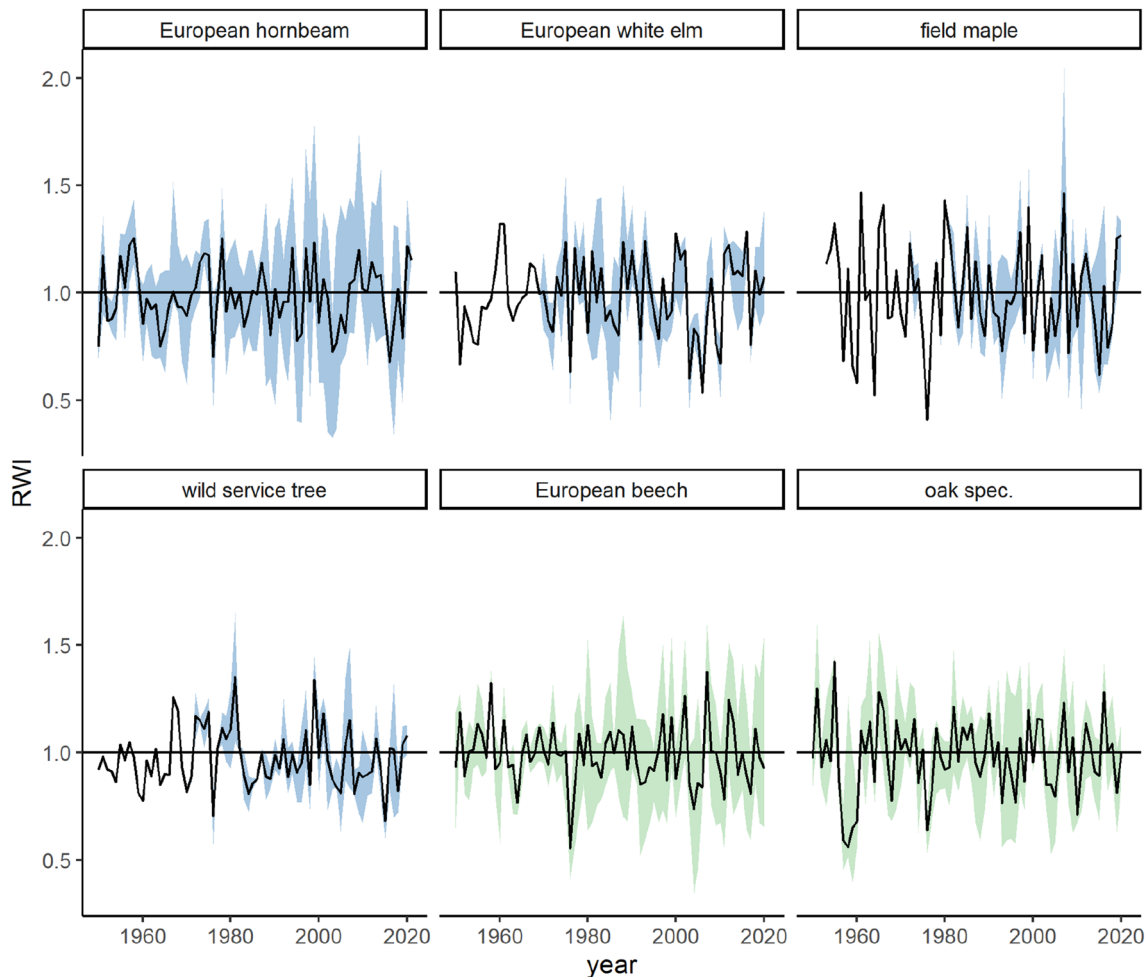 European hornbeam European white elm field maple
2.0
1.5
1.0
0.5
RWI
wild service tree European beech oak spec.
2.0
1.5
1.0
0.5
1960 1980 2000 2020 1960 1980 2000 2020 1960 1980 2000 2020
year